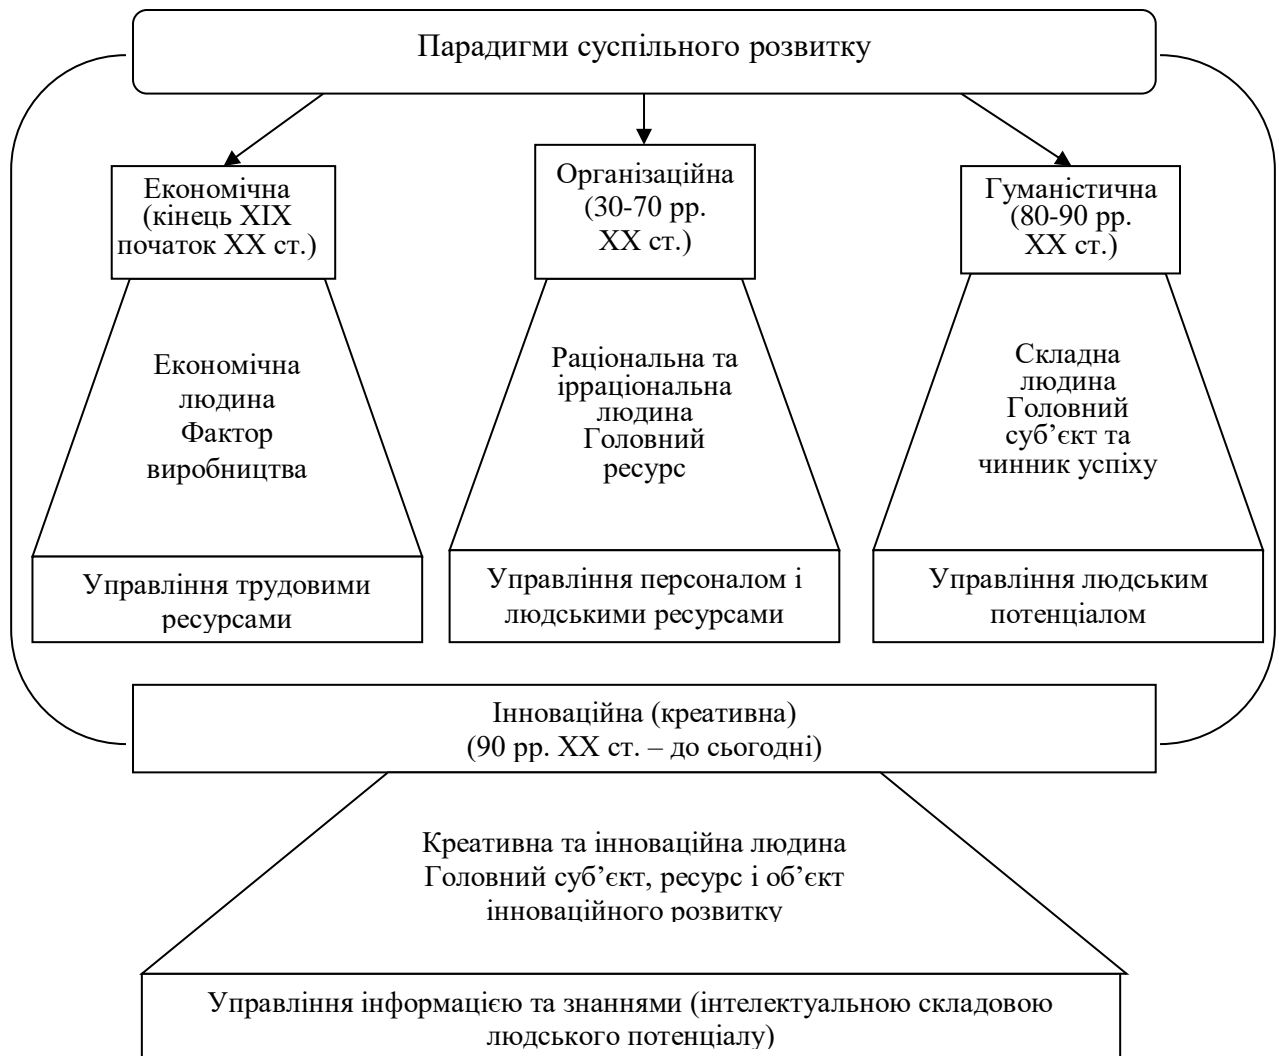 Парадигми суспільного розвитку
Економічна
(кінець XIX
початок XX ст.)
Організаційна
(30-70 рр.
XX ст.)
Гуманістична
(80-90 рр.
XX ст.)
Економічна
людина
Фактор
виробництва
Раціональна та
ірраціональна
людина
Головний
ресурс
Складна
людина
Головний
суб’єкт та
чинник успіху
Управління трудовими
ресурсами
Управління персоналом і
людськими ресурсами
Управління людським
потенціалом
Інноваційна (креативна)
(90 рр. XX ст. – до сьогодні)
Креативна та інноваційна людина
Головний суб’єкт, ресурс і об’єкт
інноваційного розвитку
Управління інформацією та знаннями (інтелектуальною складовою
людського потенціалу)